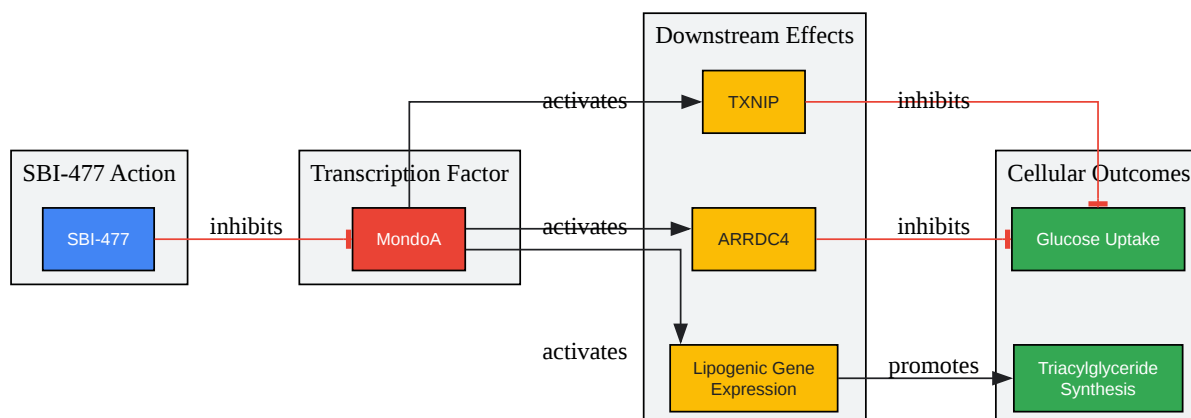 Downstream Effects
activates
TXNIP
inhibits
SBI-477 Action
Transcription Factor
Cellular Outcomes
SBI-477
inhibits
MondoA
activates
ARRDC4
inhibits
Glucose Uptake
activates
Lipogenic Gene
Expression
promotes
Triacylglyceride
Synthesis